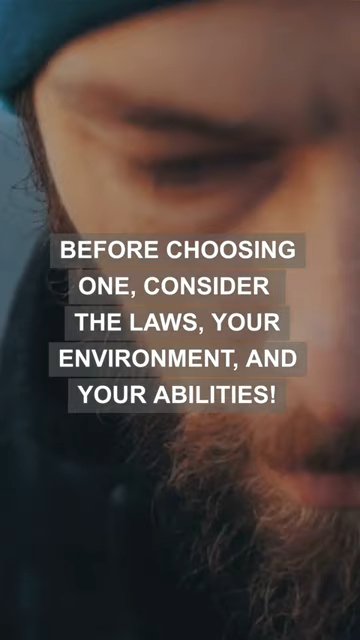 BEFORE CHOOSING
ONE, CONSIDER
THE LAWS, YOUR
ENVIRONMENT, AND
YOUR ABILITIES!